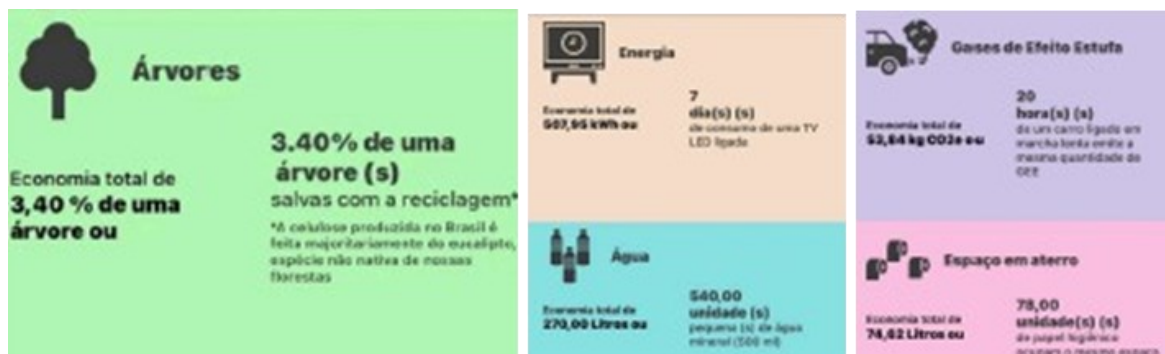 Árvores
Economia total de
3,40 % de uma
árvore ou
3.40% de uma
árvore (s)
salvas com a reciclagem*
*A celulose produzida no Brasil é
feita majoritariamente do eucalipto,
espécie não nativa de nossas
florestas
Energia
Economia total de
507,95 kWh ou
7
dia(s) (s)
de consumo de uma TV
LED ligada
Água
Economia total de
270,00 Litros ou
540,00
unidade (s)
pequena (s) de água
mineral (500 ml)
Gases de Efeito Estufa
Economia total de
53,84 kg CO2e ou
20
hora(s) (s)
de um carro ligado em
marcha lenta emite a
mesma quantidade de
GEE
Espaço em aterro
Economia total de
74,62 Litros ou
78,00
unidade(s) (s)
de papel higiênico
ocupam o mesmo espaço